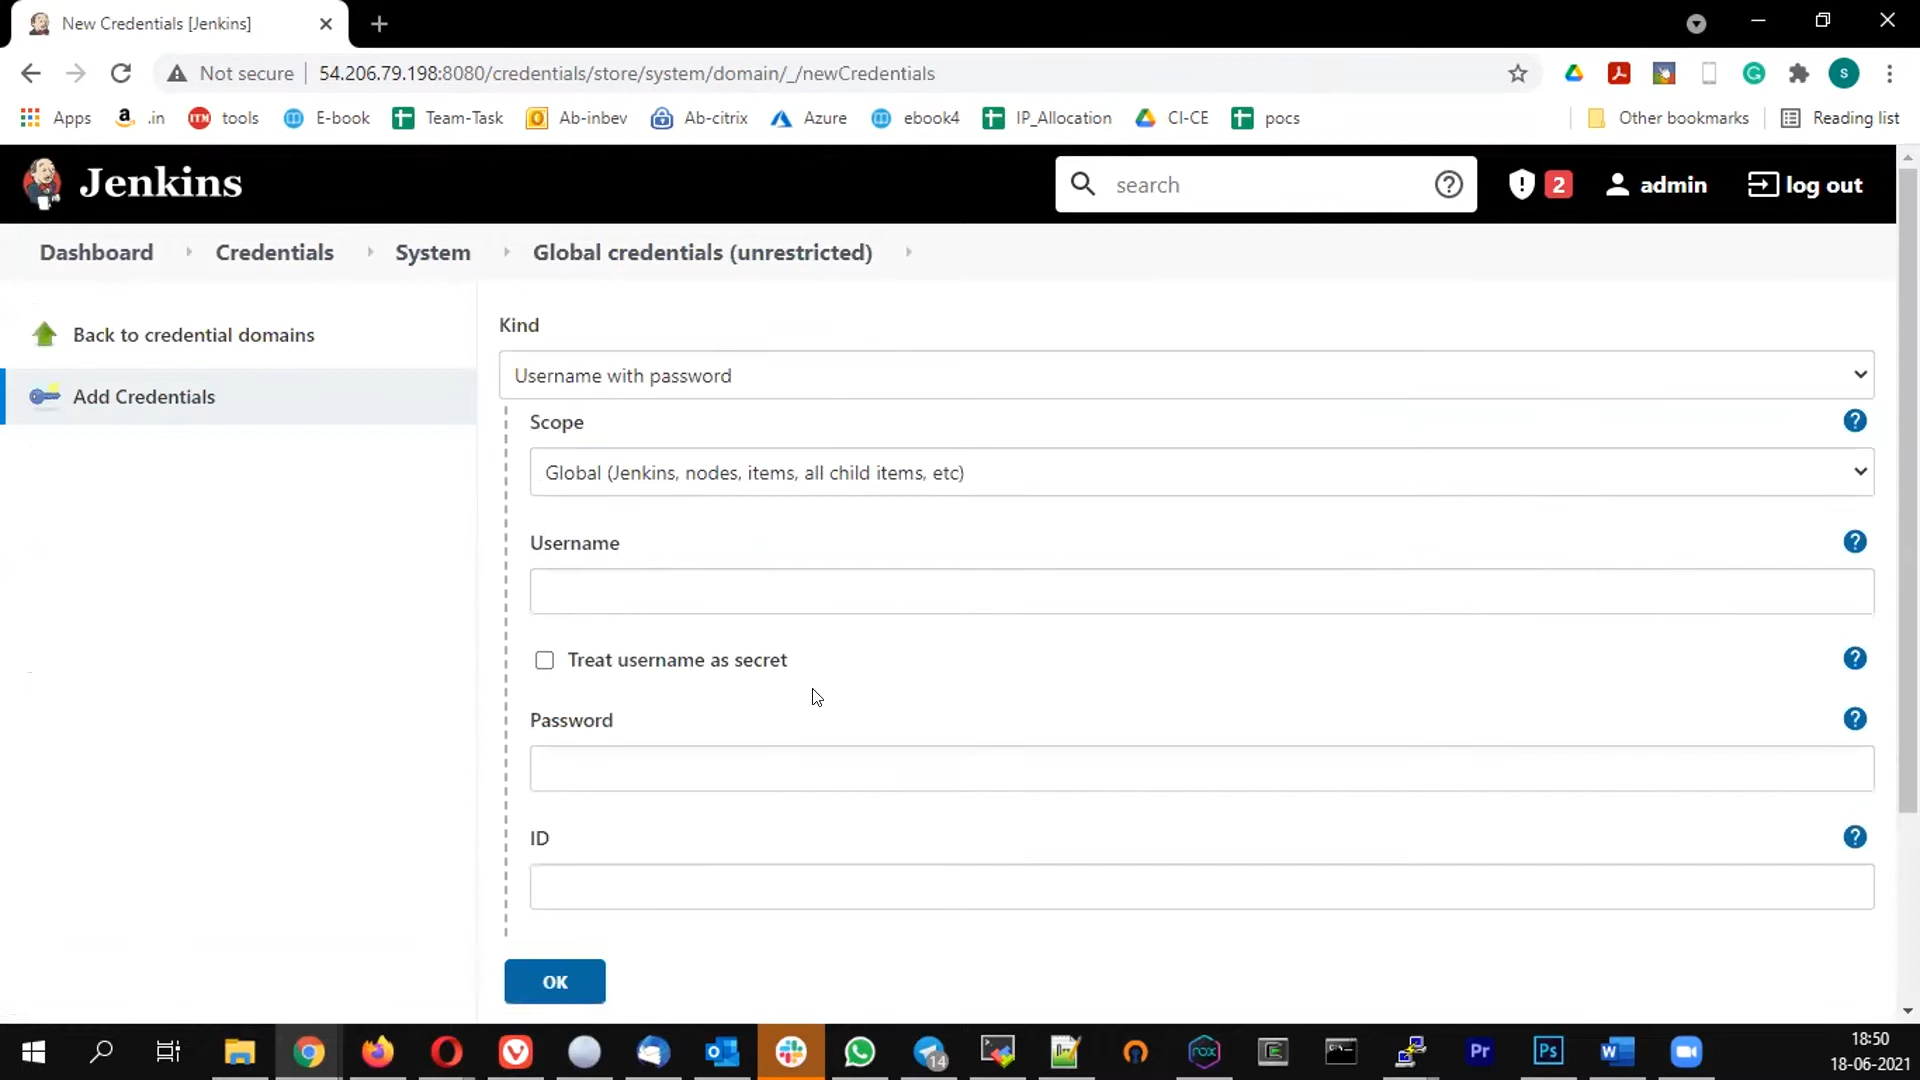 New Credentials [Jenkins]
Not secure 54.206.79.198:8080/credentials/store/system/domain/_/newCredentials
Apps .in tools E-book Team-Task Ab-inbev Ab-citrix Azure ebook4 IP_Allocation CI-CE pocs Other bookmarks Reading list
Jenkins search 2 admin log out
Dashboard Credentials System Global credentials (unrestricted)
Back to credential domains
Add Credentials
Kind
Username with password
Scope
Global (Jenkins, nodes, items, all child items, etc)
Username
Treat username as secret
Password
ID
OK
14
nox
Pr
Ps
W
18:50
18-06-2021